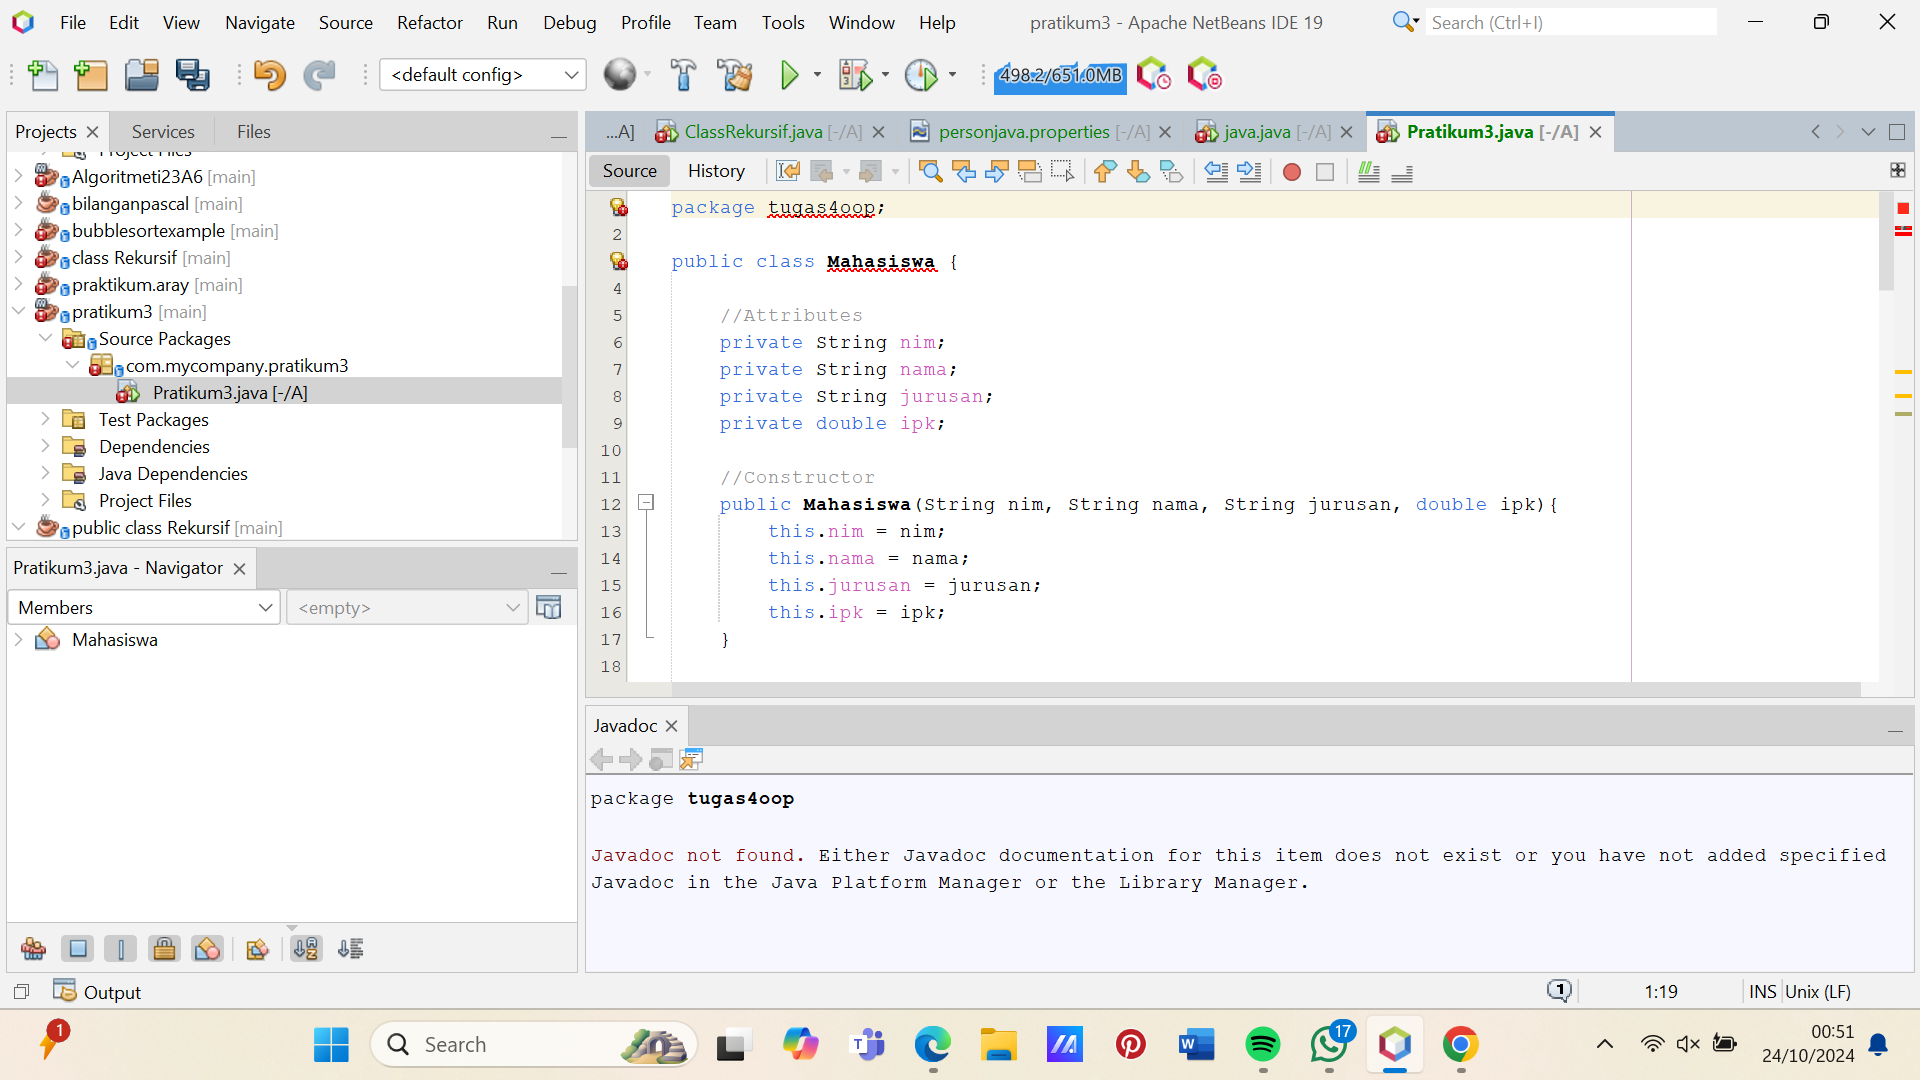 File Edit View Navigate Source Refactor Run Debug Profile Team Tools Window Help
pratikum3 - Apache NetBeans IDE 19
Search (Ctrl+I)
<default config>
498.2/651.0MB
Projects
Services
Files
Project Files
Algoritmeti23A6 [main]
bilanganpascal [main]
bubblesortexample [main]
class Rekursif [main]
praktikum.aray [main]
pratikum3 [main]
Source Packages
com.mycompany.pratikum3
Pratikum3.java [-/A]
Test Packages
Dependencies
Java Dependencies
Project Files
public class Rekursif [main]
Pratikum3.java - Navigator
Members
<empty>
Mahasiswa
...A] ClassRekursif.java [-/A] personjava.properties [-/A] java.java [-/A] Pratikum3.java [-/A]
Source History
package tugas4oop;
2
public class Mahasiswa {
4
5 //Attributes
6 private String nim;
7 private String nama;
8 private String jurusan;
9 private double ipk;
10
11 //Constructor
12 public Mahasiswa(String nim, String nama, String jurusan, double ipk){
13 this.nim = nim;
14 this.nama = nama;
15 this.jurusan = jurusan;
16 this.ipk = ipk;
17 }
18
Javadoc
package tugas4oop
Javadoc not found. Either Javadoc documentation for this item does not exist or you have not added specified
Javadoc in the Java Platform Manager or the Library Manager.
Output
1
1:19
INS
Unix (LF)
1
Search
17
00:51
24/10/2024